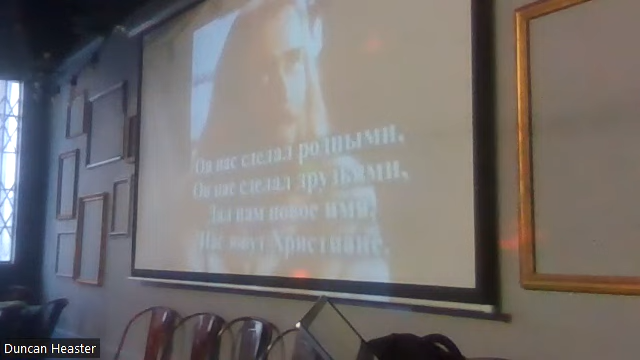 Он нас сделал родными,
Он нас сделал друзьями,
Дал нам новое имя,
Нас зовут Христиане.
Duncan Heaster